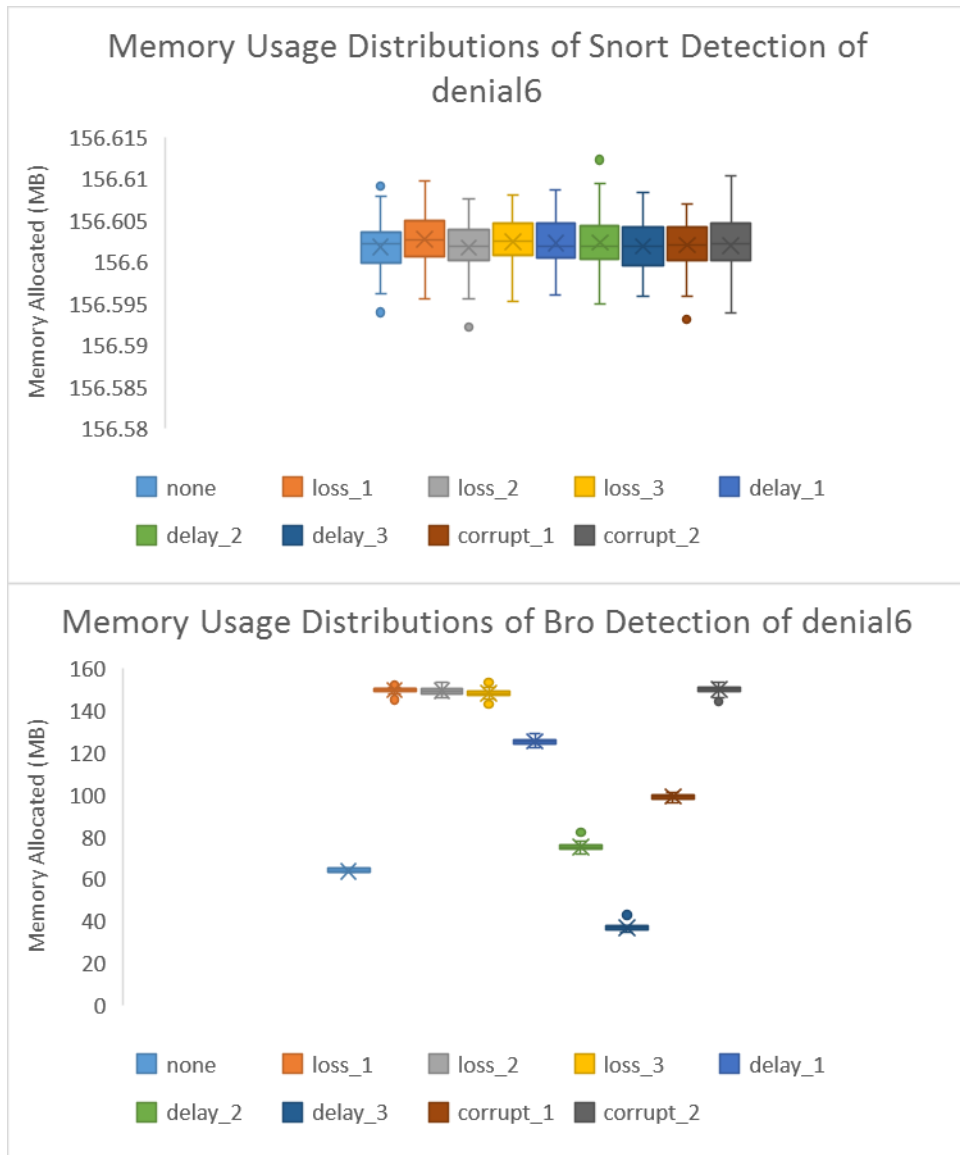 Memory Usage Distributions of Snort Detection of
denial6
Memory Allocated (MB)
156.615
156.61
156.605
156.6
156.595
156.59
156.585
156.58
none loss_1 loss_2 loss_3 delay_1
delay_2 delay_3 corrupt_1 corrupt_2
Memory Usage Distributions of Bro Detection of denial6
Memory Allocated (MB)
160
140
120
100
80
60
40
20
0
none loss_1 loss_2 loss_3 delay_1
delay_2 delay_3 corrupt_1 corrupt_2